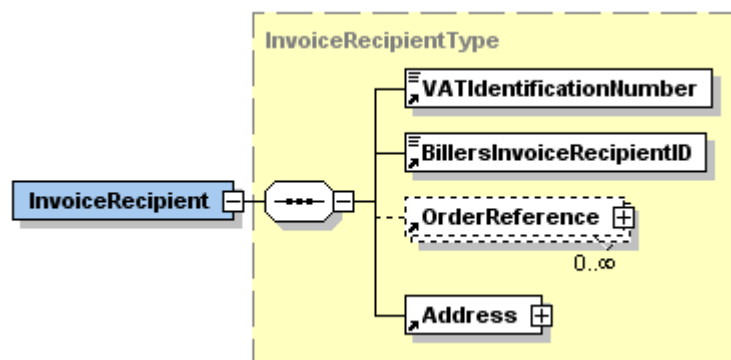 InvoiceRecipientType
VATIdentificationNumber
BillersInvoiceRecipientID
InvoiceRecipient
OrderReference
0..∞
Address